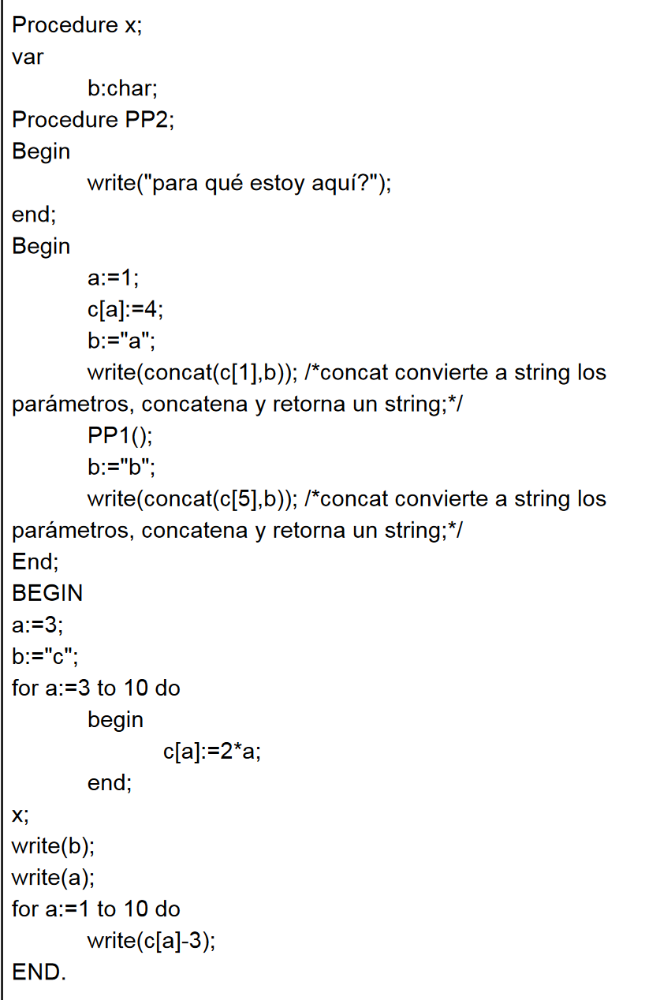 Procedure x;
var
b:char;
Procedure PP2;
Begin
write("para qué estoy aquí?");
end;
Begin
a:=1;
c[a]:=4;
b:="a";
write(concat(c[1],b)); /*concat convierte a string los
parámetros, concatena y retorna un string;*/
PP1();
b:="b";
write(concat(c[5],b)); /*concat convierte a string los
parámetros, concatena y retorna un string;*/
End;
BEGIN
a:=3;
b:="c";
for a:=3 to 10 do
begin
c[a]:=2*a;
end;
x;
write(b);
write(a);
for a:=1 to 10 do
write(c[a]-3);
END.